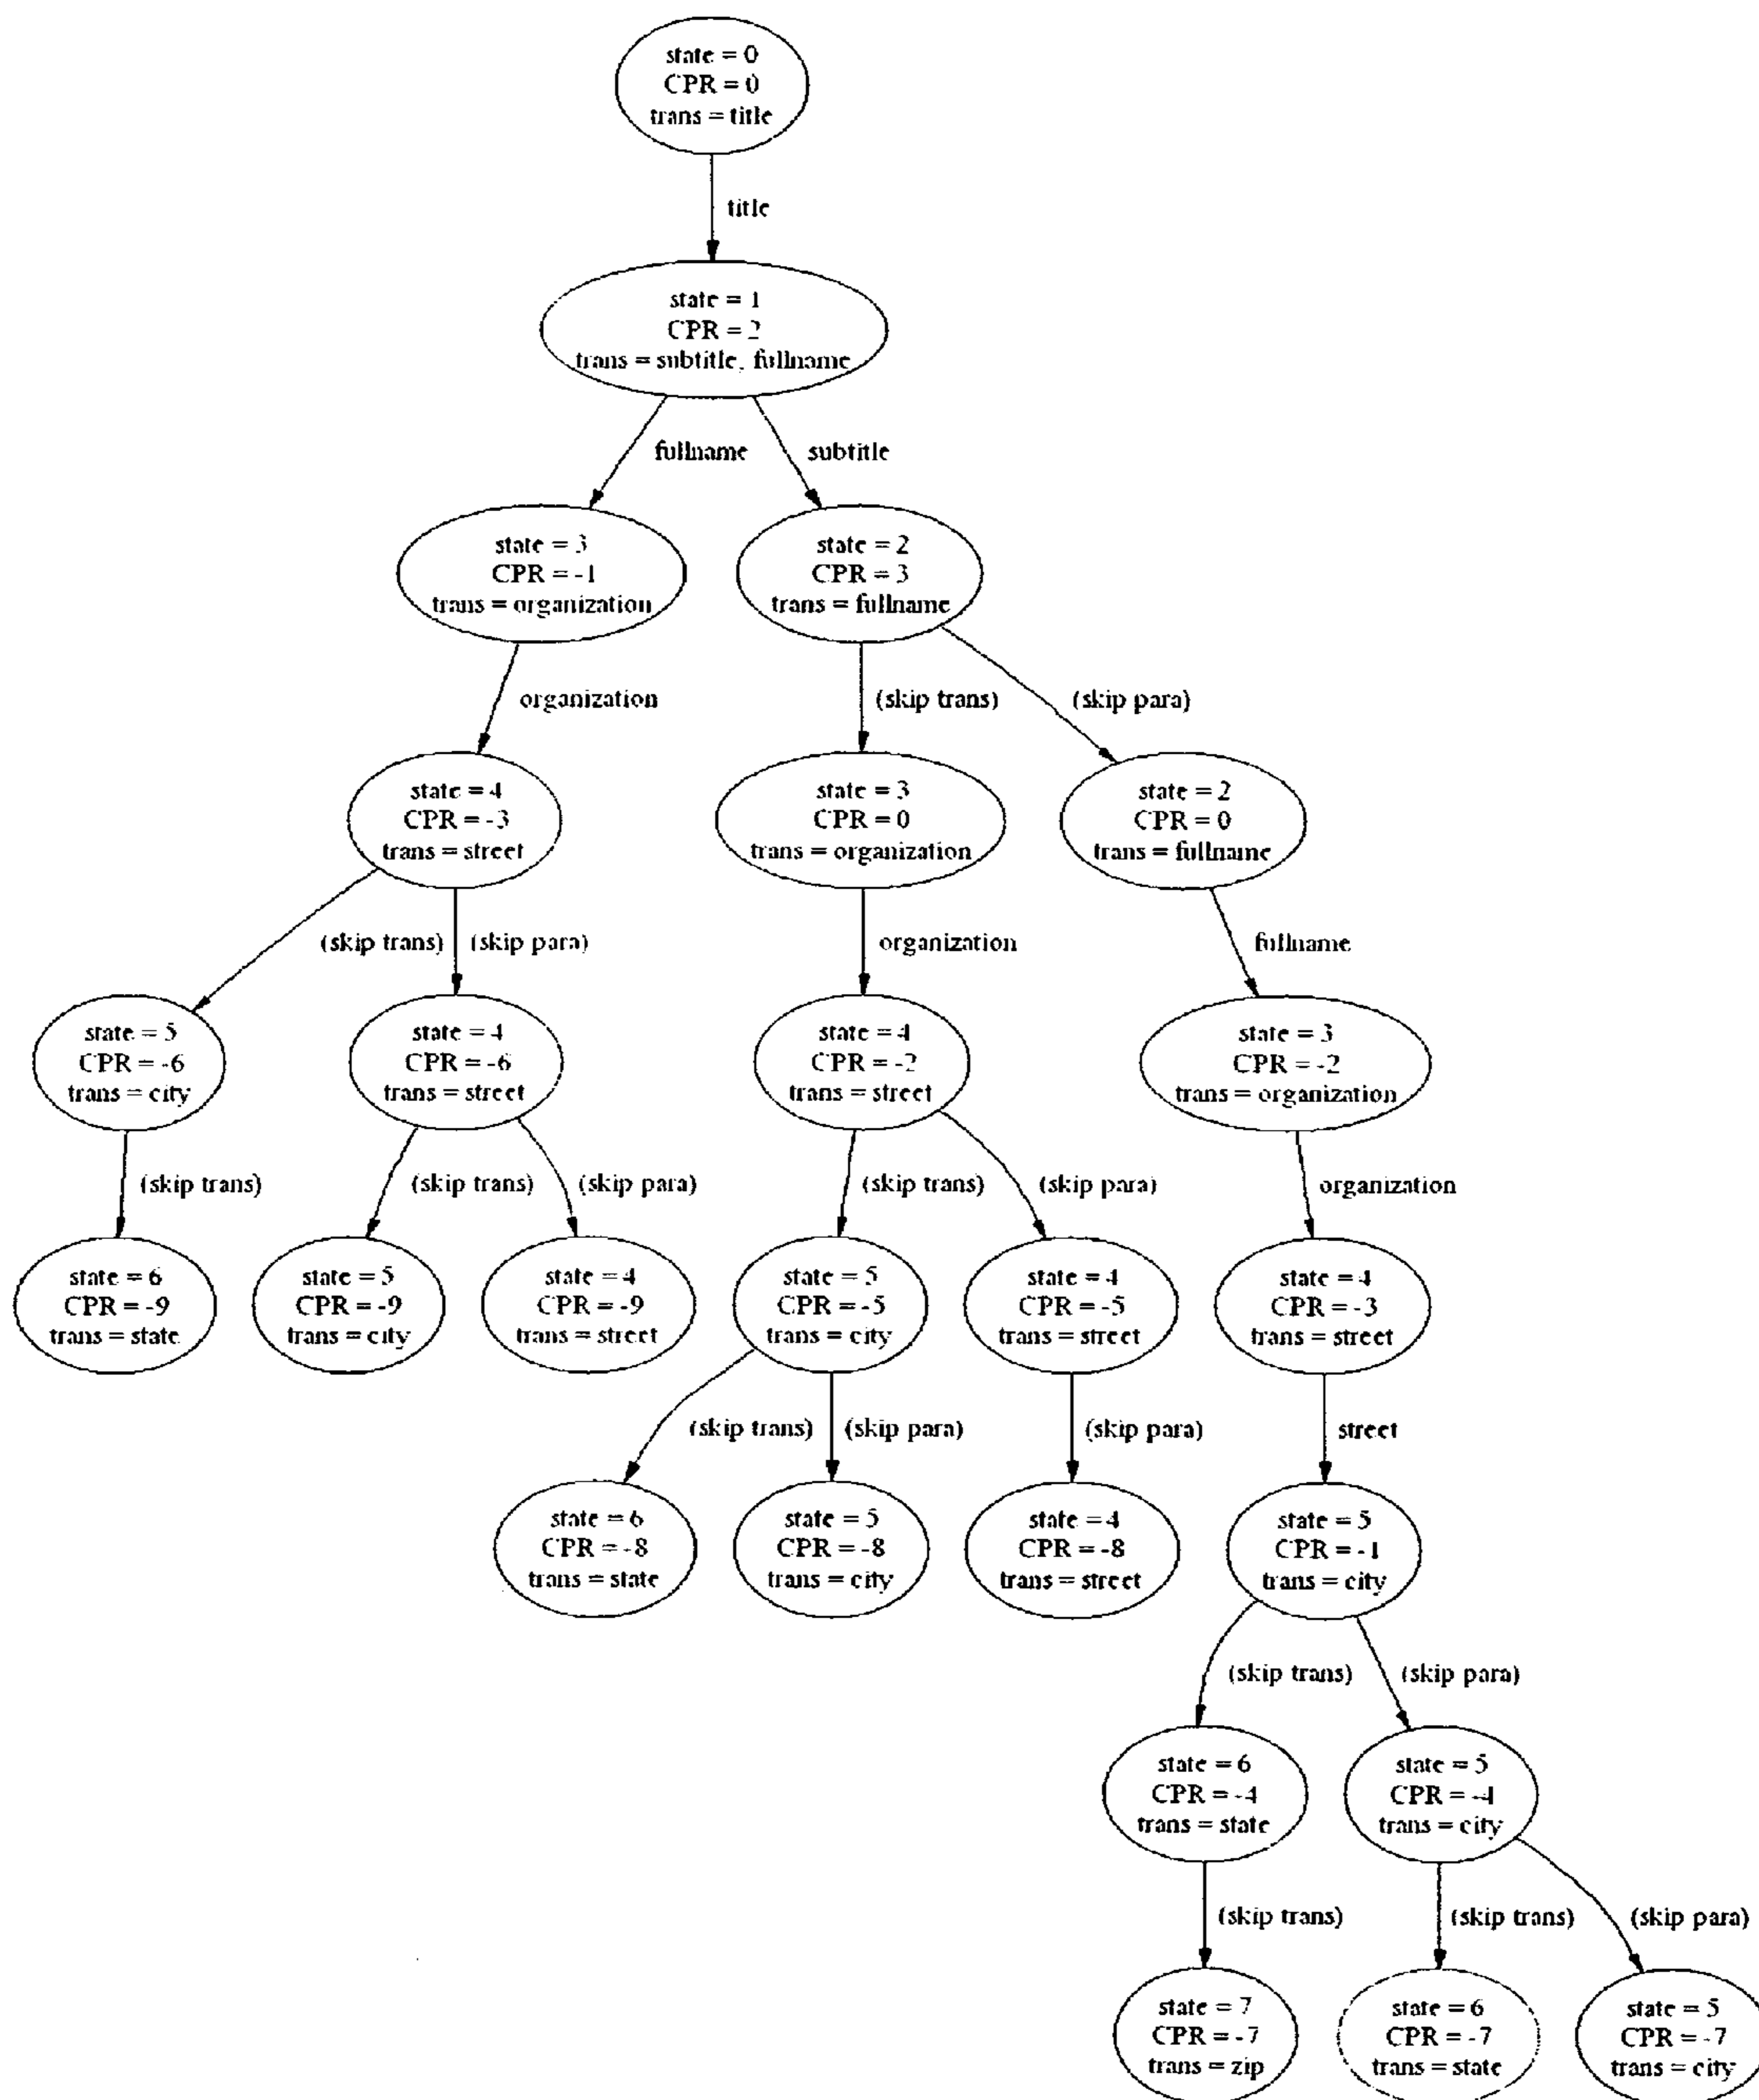 state = 0
CPR = 0
trans = title
title
state = 1
CPR = 2
trans = subtitle, fullname
fullname
subtitle
state = 3
CPR = -1
trans = organization
state = 2
CPR = 3
trans = fullname
organization
(skip trans)
(skip para)
state = 4
CPR = -3
trans = street
state = 3
CPR = 0
trans = organization
state = 2
CPR = 0
trans = fullname
(skip trans)
(skip para)
organization
fullname
state = 5
CPR = -6
trans = city
state = 4
CPR = -6
trans = street
state = 4
CPR = -2
trans = street
state = 3
CPR = -2
trans = organization
(skip trans)
(skip trans)
(skip para)
(skip trans)
(skip para)
organization
state = 6
CPR = -9
trans = state
state = 5
CPR = -9
trans = city
state = 4
CPR = -9
trans = street
state = 5
CPR = -5
trans = city
state = 4
CPR = -5
trans = street
state = 4
CPR = -3
trans = street
(skip trans)
(skip para)
(skip para)
street
state = 6
CPR = -8
trans = state
state = 5
CPR = -8
trans = city
state = 4
CPR = -8
trans = street
state = 5
CPR = -1
trans = city
(skip trans)
(skip para)
state = 6
CPR = -4
trans = state
state = 5
CPR = -4
trans = city
(skip trans)
(skip trans)
(skip para)
state = 7
CPR = -7
trans = zip
state = 6
CPR = -7
trans = state
state = 5
CPR = -7
trans = city